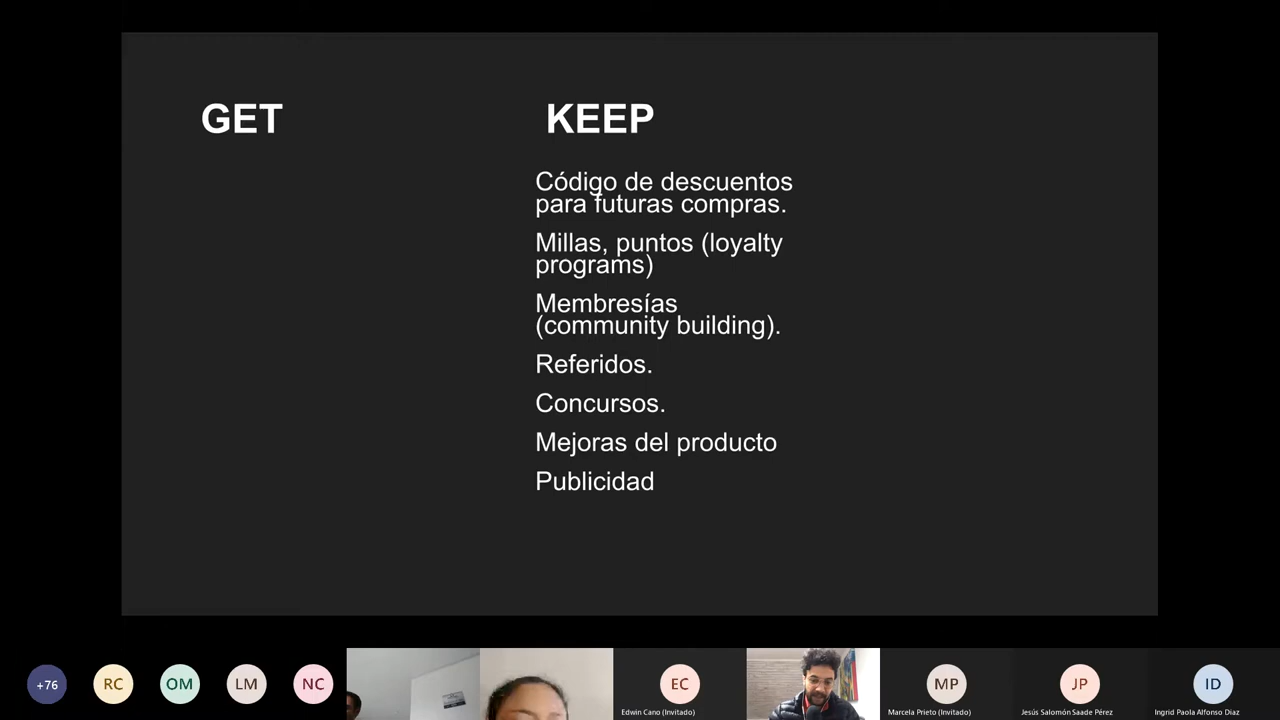 GET
KEEP
Código de descuentos
para futuras compras.
Millas, puntos (loyalty
programs)
Membresías
(community building).
Referidos.
Concursos.
Mejoras del producto
Publicidad
+76
RC
OM
LM
NC
EC
MP
JP
ID
Edwin Cano (Invitado)
Marcela Prieto (Invitado)
Jesús Salomón Saade Pérez
Ingrid Paola Alfonso Diaz